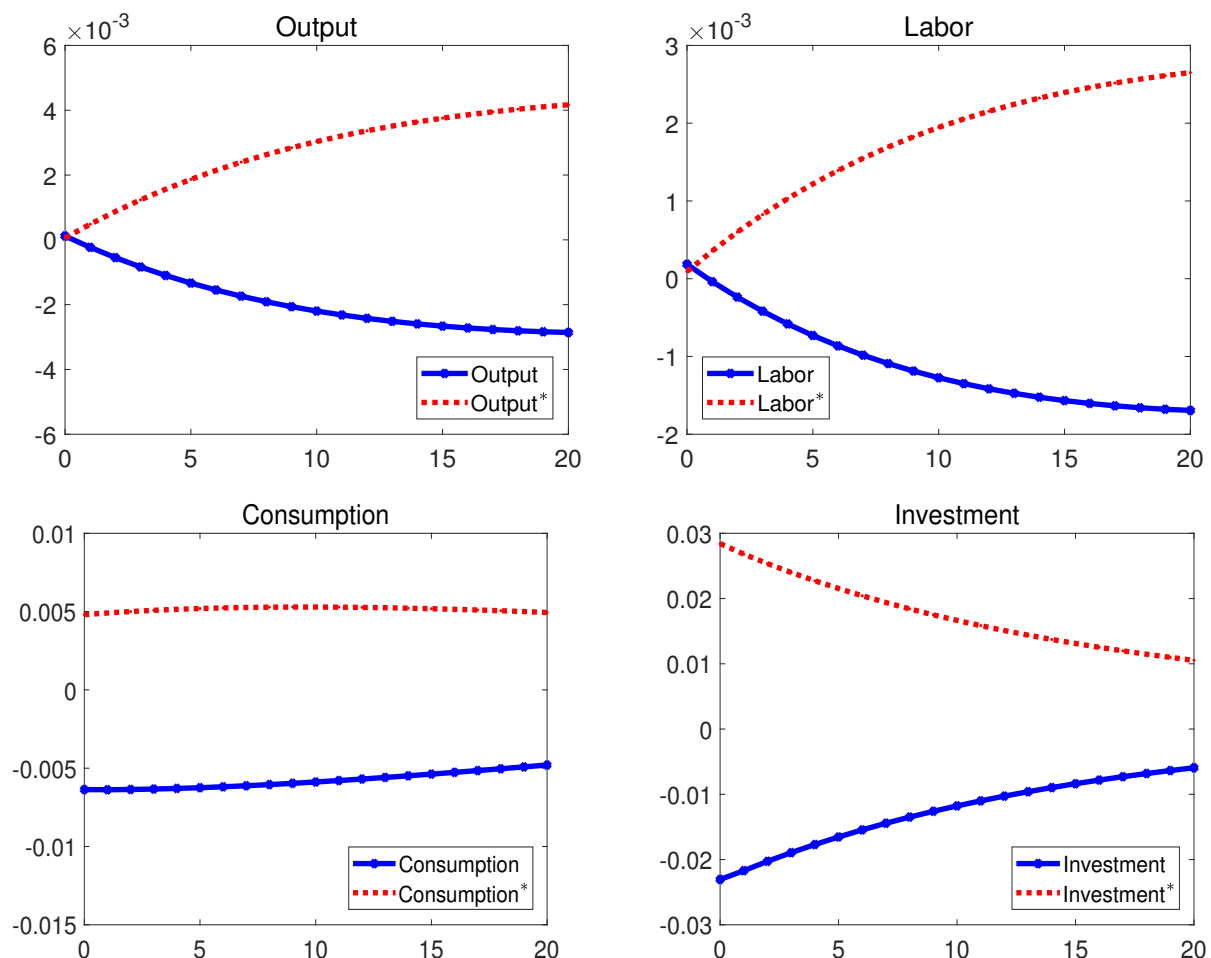 Output
×10⁻³
6
4
2
0
-2
-4
-6
0 5 10 15 20
Output
Output*
Labor
×10⁻³
3
2
1
0
-1
-2
0 5 10 15 20
Labor
Labor*
Consumption
0.01
0.005
0
-0.005
-0.01
-0.015
0 5 10 15 20
Consumption
Consumption*
Investment
0.03
0.02
0.01
0
-0.01
-0.02
-0.03
0 5 10 15 20
Investment
Investment*